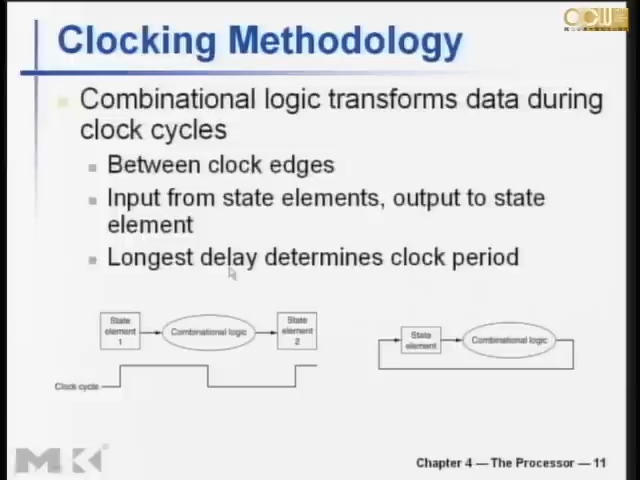 Clocking Methodology
Combinational logic transforms data during
clock cycles
Between clock edges
Input from state elements, output to state
element
Longest delay determines clock period
State
element
1
Combinational logic
State
element
2
Clock cycle
State
element
Combinational logic
MK
Chapter 4 — The Processor — 11